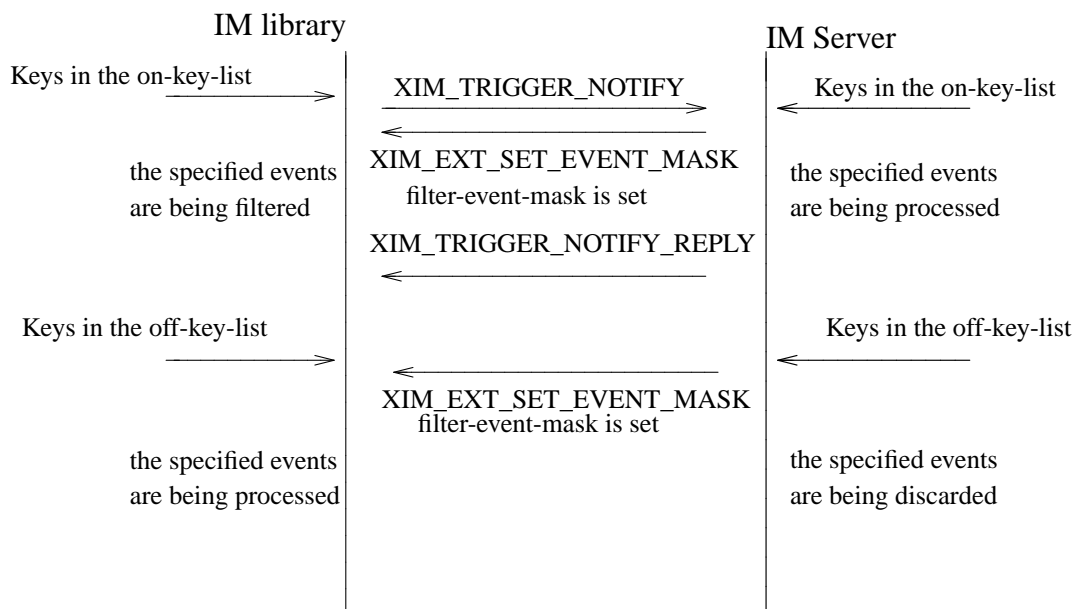 IM library
IM Server
Keys in the on-key-list
XIM_TRIGGER_NOTIFY
Keys in the on-key-list
XIM_EXT_SET_EVENT_MASK
filter-event-mask is set
the specified events
are being filtered
the specified events
are being processed
XIM_TRIGGER_NOTIFY_REPLY
Keys in the off-key-list
Keys in the off-key-list
XIM_EXT_SET_EVENT_MASK
filter-event-mask is set
the specified events
are being processed
the specified events
are being discarded